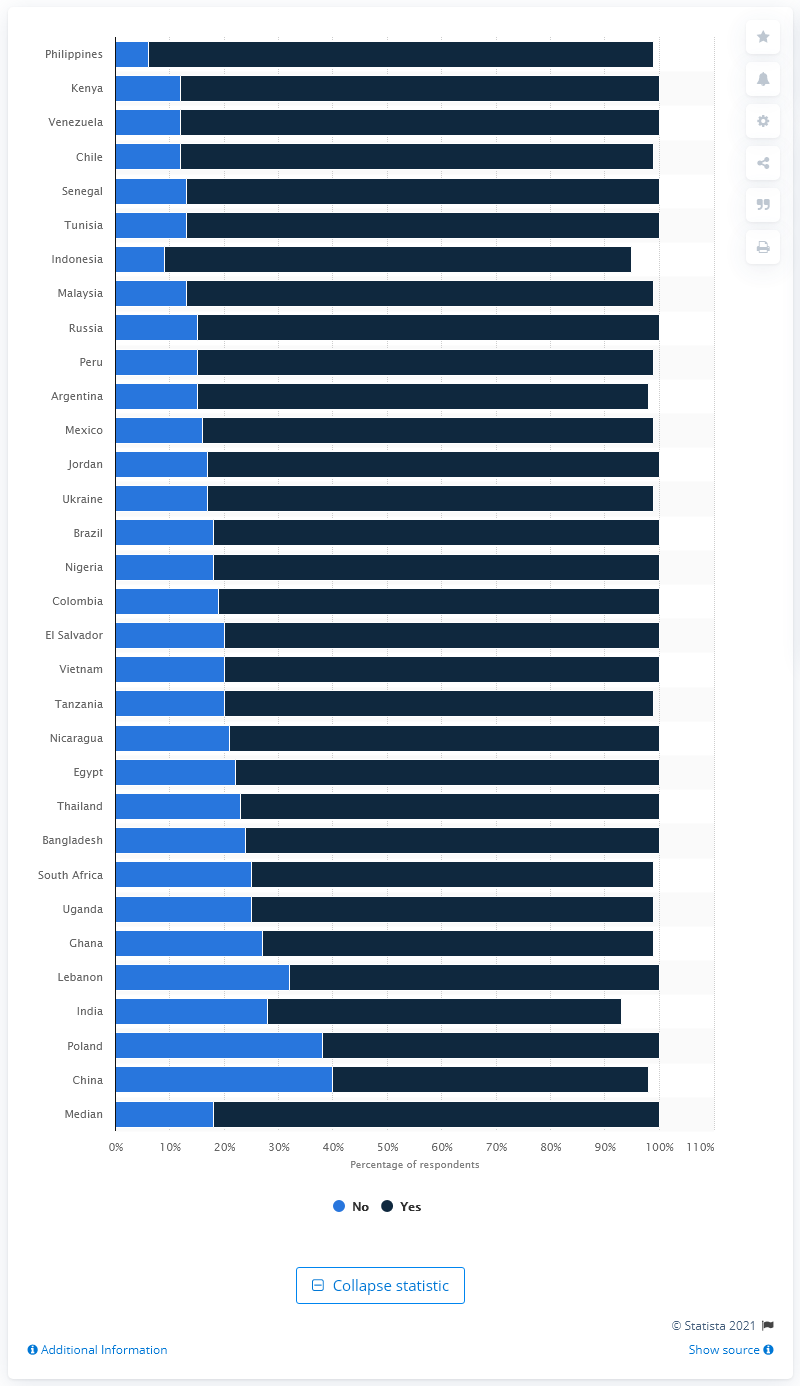 Philippines
Kenya
Venezuela
Chile
Senegal
Tunisia
Indonesia
Malaysia
Russia
Peru
Argentina
Mexico
Jordan
Ukraine
Brazil
Nigeria
Colombia
El Salvador
Vietnam
Tanzania
Nicaragua
Egypt
Thailand
Bangladesh
South Africa
Uganda
Ghana
Lebanon
India
Poland
China
Median
0% 10% 20% 30% 40% 50% 60% 70% 80% 90% 100% 110%
Percentage of respondents
No Yes
Collapse statistic
© Statista 2021
Additional Information Show source